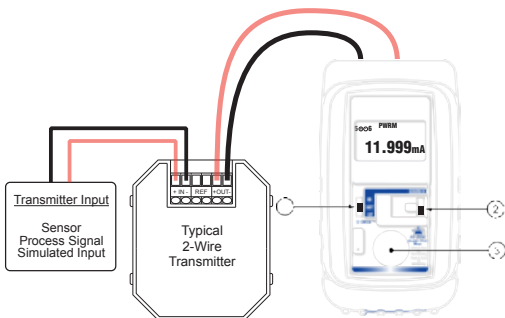 PWRM
11.999mA
+ IN -
REF
+OUT-
Transmitter Input
Sensor
Process Signal
Simulated Input
Typical
2-Wire
Transmitter
2
3